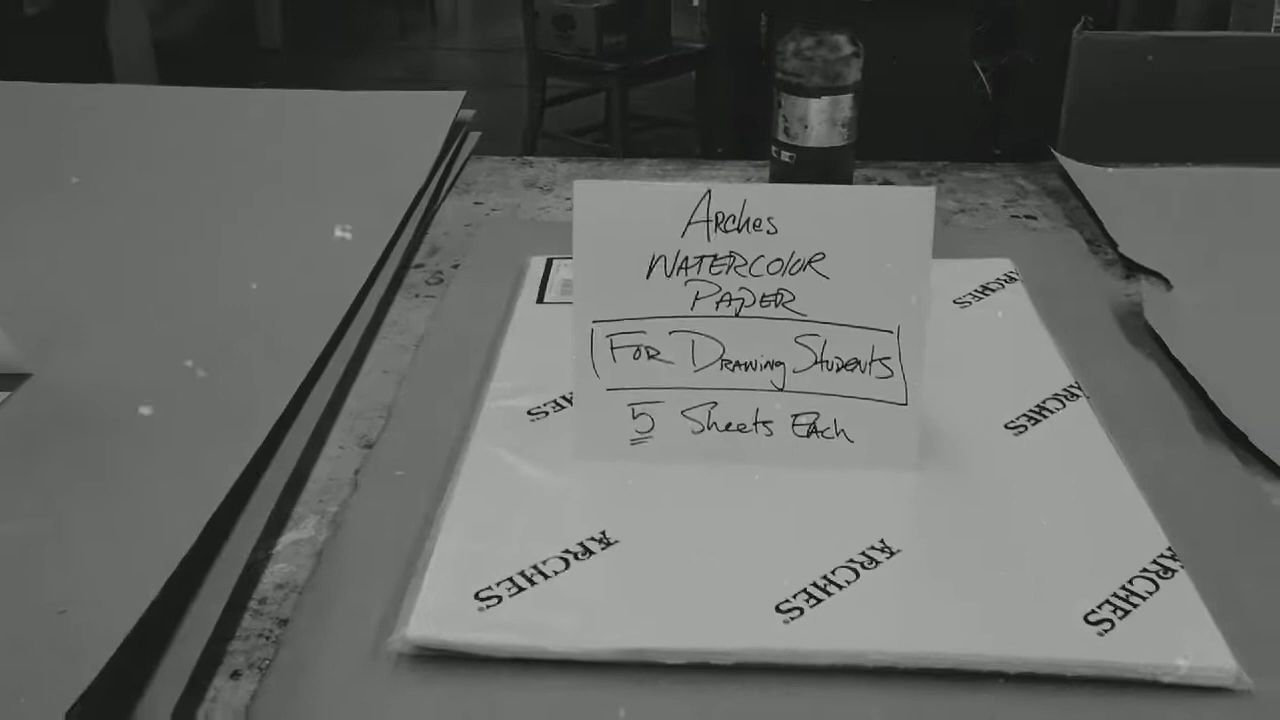 Arches
WATERCOLOR
PAPER
FOR DRAWING STUDENTS
5 Sheets EACH
ARCHES
ARCHES
ARCHES
ARCHES®
ARCHES®
ARCHES®